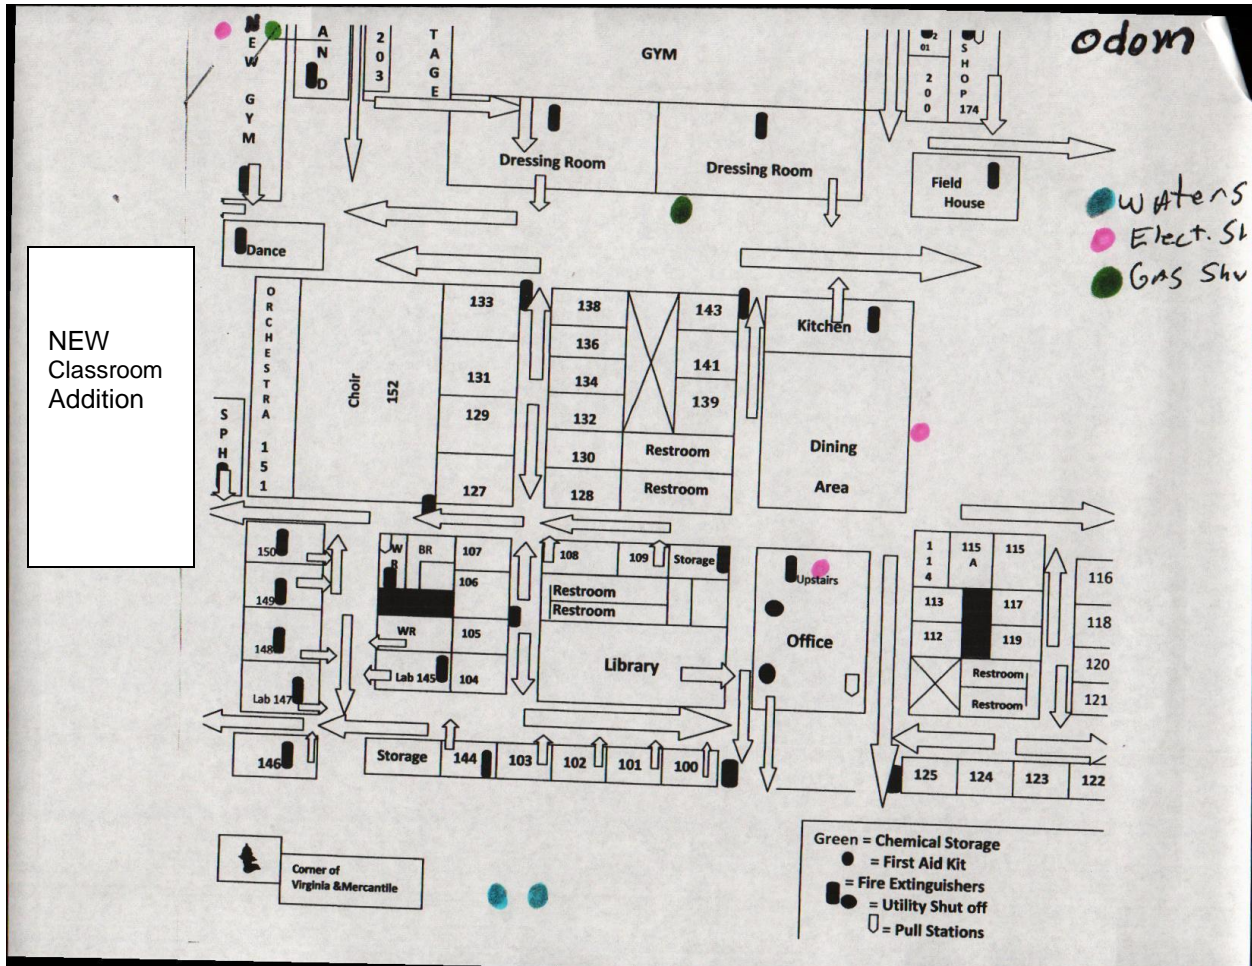 Odom
NEW GYM
AND
203
TAGE
GYM
201
200
SHOP
174
Dressing Room
Dressing Room
Field
House
Waters
Elect. Sh
GAS Shu
Dance
NEW
Classroom
Addition
ORCHESTRA 151
Choir
152
133
131
129
127
138
136
134
132
130
128
143
141
139
Restroom
Restroom
Kitchen
Dining
Area
SPH
150
149
148
Lab 147
146
WR
BR
107
106
WR
105
Lab 145
104
108
109
Storage
Restroom
Restroom
Library
Upstairs
Office
114
115
A
115
113
117
112
119
Restroom
Restroom
116
118
120
121
Storage
144
103
102
101
100
125
124
123
122
Corner of
Virginia &Mercantile
Green = Chemical Storage
= First Aid Kit
= Fire Extinguishers
= Utility Shut off
= Pull Stations